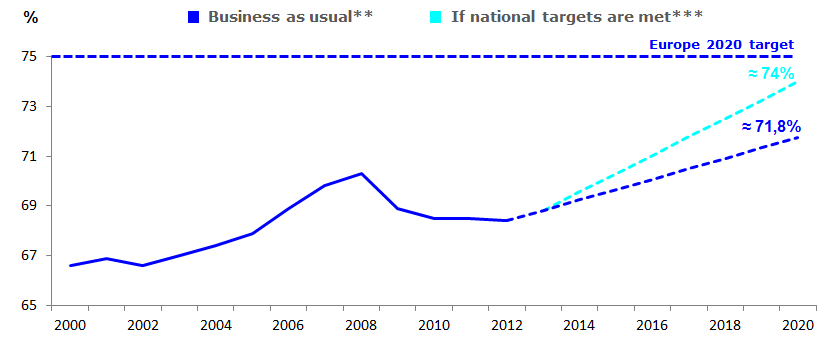 %
Business as usual**
If national targets are met***
Europe 2020 target
75
≈ 74%
73
≈ 71,8%
71
69
67
65
2000 2002 2004 2006 2008 2010 2012 2014 2016 2018 2020